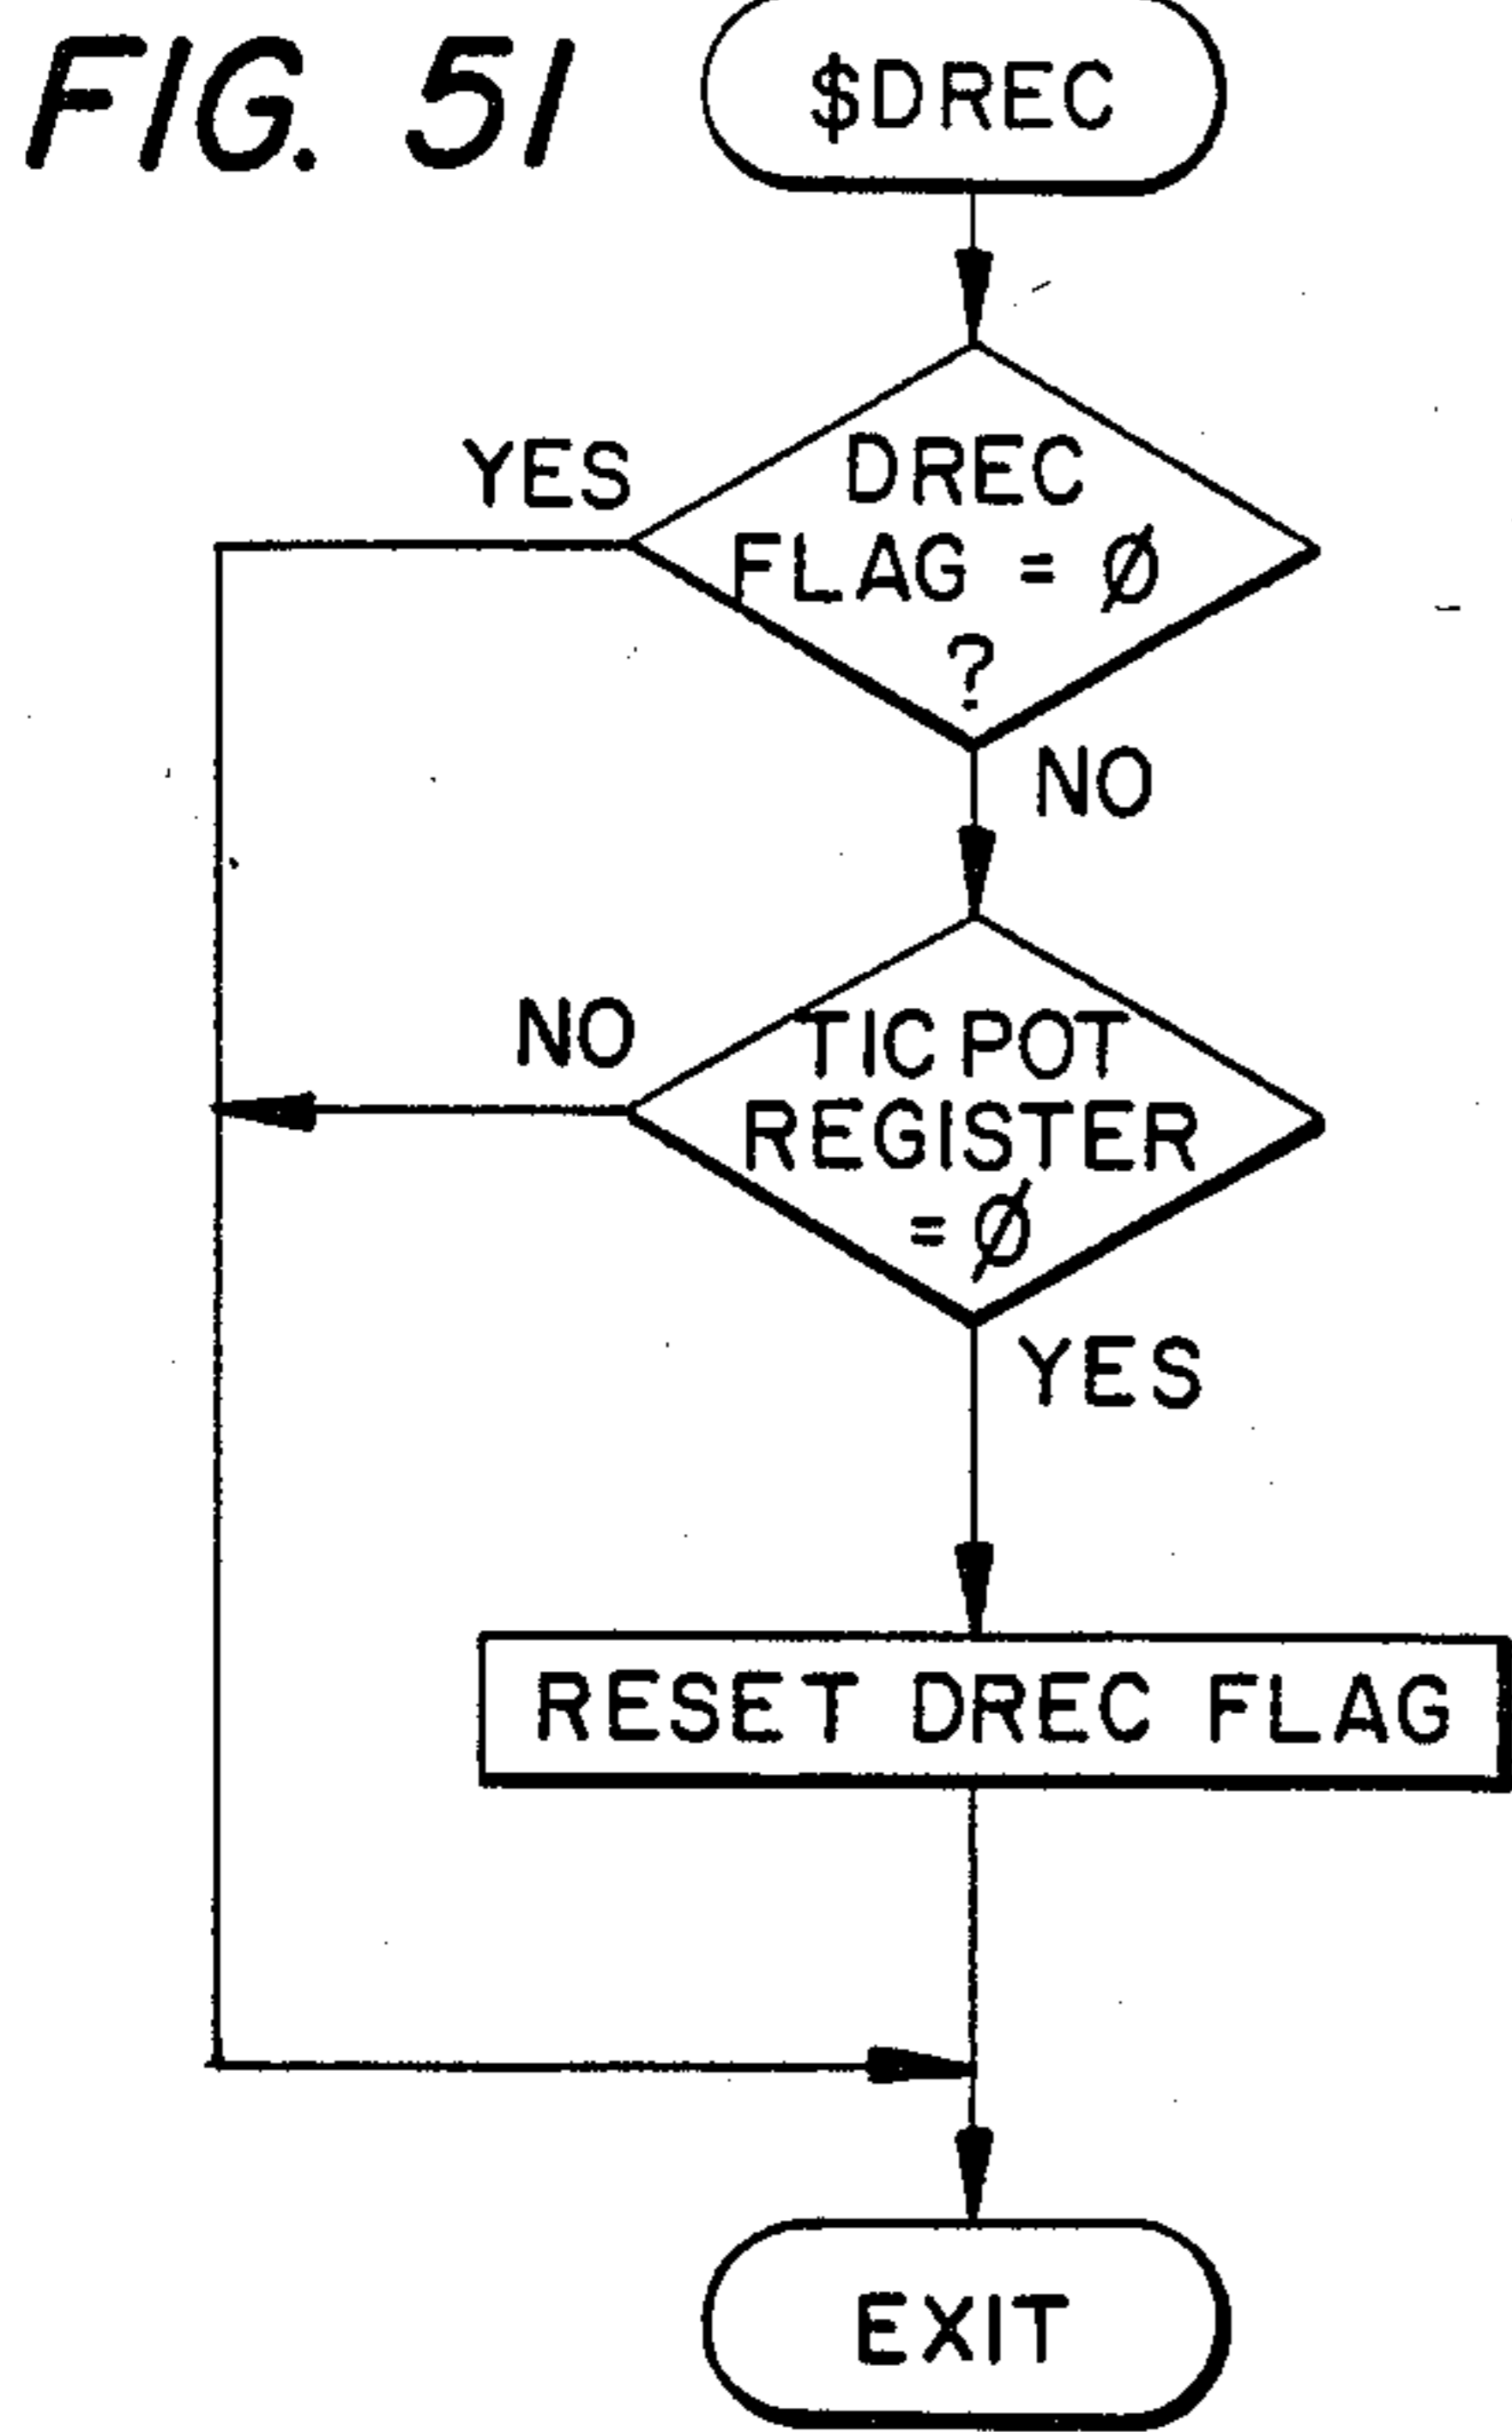 FIG. 51
$DREC
YES
DREC
FLAG = Ø
?
NO
NO
TIC POT
REGISTER
= Ø
YES
RESET DREC FLAG
EXIT